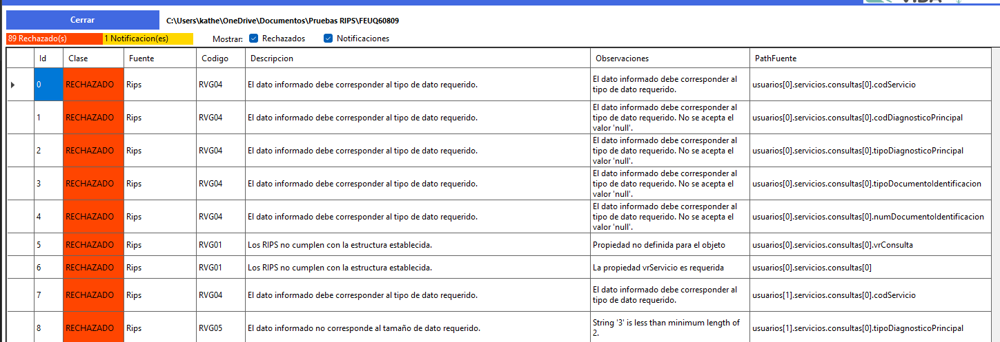 VIDA
Cerrar
C:\Users\kathe\OneDrive\Documentos\Pruebas RIPS\FEUQ60809
89 Rechazado(s)
1 Notificacion(es)
Mostrar:
Rechazados
Notificaciones
Id Clase Fuente Codigo Descripcion Observaciones PathFuente
0 RECHAZADO Rips RVG04 El dato informado debe corresponder al tipo de dato requerido. El dato informado debe corresponder al
tipo de dato requerido. usuarios[0].servicios.consultas[0].codServicio
1 RECHAZADO Rips RVG04 El dato informado debe corresponder al tipo de dato requerido. El dato informado debe corresponder al
tipo de dato requerido. No se acepta el
valor 'null'. usuarios[0].servicios.consultas[0].codDiagnosticoPrincipal
2 RECHAZADO Rips RVG04 El dato informado debe corresponder al tipo de dato requerido. El dato informado debe corresponder al
tipo de dato requerido. No se acepta el
valor 'null'. usuarios[0].servicios.consultas[0].tipoDiagnosticoPrincipal
3 RECHAZADO Rips RVG04 El dato informado debe corresponder al tipo de dato requerido. El dato informado debe corresponder al
tipo de dato requerido. No se acepta el
valor 'null'. usuarios[0].servicios.consultas[0].tipoDocumentoIdentificacion
4 RECHAZADO Rips RVG04 El dato informado debe corresponder al tipo de dato requerido. El dato informado debe corresponder al
tipo de dato requerido. No se acepta el
valor 'null'. usuarios[0].servicios.consultas[0].numDocumentoIdentificacion
5 RECHAZADO Rips RVG01 Los RIPS no cumplen con la estructura establecida. Propiedad no definida para el objeto usuarios[0].servicios.consultas[0].vrConsulta
6 RECHAZADO Rips RVG01 Los RIPS no cumplen con la estructura establecida. La propiedad vrServicio es requerida usuarios[0].servicios.consultas[0]
7 RECHAZADO Rips RVG04 El dato informado debe corresponder al tipo de dato requerido. El dato informado debe corresponder al
tipo de dato requerido. usuarios[1].servicios.consultas[0].codServicio
8 RECHAZADO Rips RVG05 El dato informado no corresponde al tamaño de dato requerido. String '3' is less than minimum length of
2. usuarios[1].servicios.consultas[0].tipoDiagnosticoPrincipal